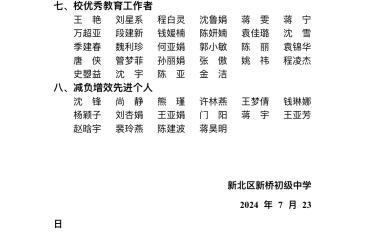 七、校优秀教育工作者
王　艳　刘星系　程白灵　沈鲁娟　蒋　雯　蒋　宁
万超亚　段建新　钱媛楠　陈妍婻　袁佳璐　沈　雪
季建春　魏利珍　何亚娟　郭小敏　陈　丽　袁锦华
唐　侠　管梦菲　孙丽娟　张　傲　姚　祎　程凌杰
史曌益　沈　宇　陈　亚　金　洁
八、减负增效先进个人
沈　锋　尚　静　熊　瑾　许林燕　王梦倩　钱琳娜
杨颖子　刘杏娟　王亚娟　门　阳　蒋　宇　王亚芳
赵晗宇　裴玲燕　陈建波　蒋昊明
新北区新桥初级中学
2024 年 7 月 23
日